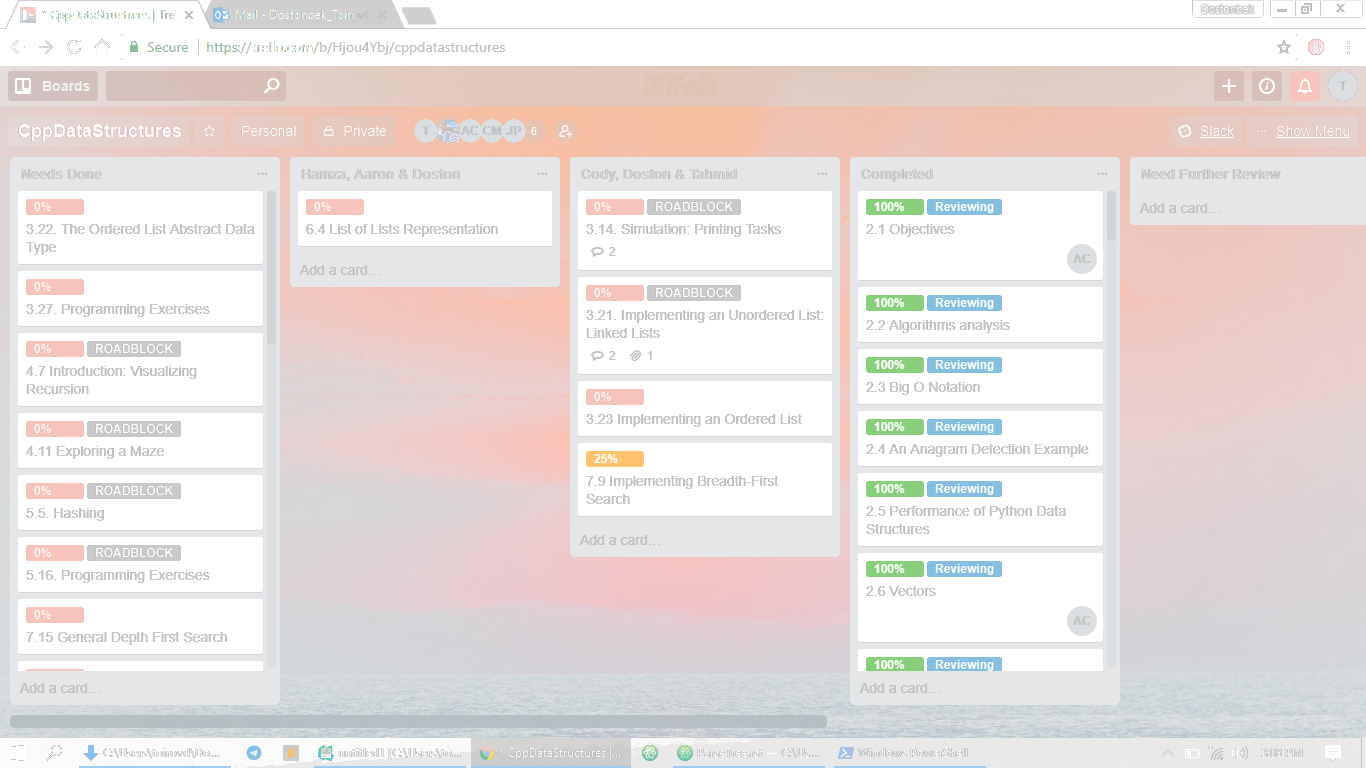 CppDataStructures | Trel
Mail - Dostonbek_Toirov
Dostonbek
Secure
https://trello.com/b/Hjou4Ybj/cppdatastructures
Boards
Trello
T
CppDataStructures
Personal
Private
T AC CM JP 6
Slack
Show Menu
Needs Done
0%
3.22. The Ordered List Abstract Data
Type
0%
3.27. Programming Exercises
0% ROADBLOCK
4.7 Introduction: Visualizing
Recursion
0% ROADBLOCK
4.11 Exploring a Maze
0% ROADBLOCK
5.5. Hashing
0% ROADBLOCK
5.16. Programming Exercises
0%
7.15 General Depth First Search
Add a card...
Hamza, Aaron & Doston
0%
6.4 List of Lists Representation
Add a card...
Cody, Doston & Tahmid
0% ROADBLOCK
3.14. Simulation: Printing Tasks
2
0% ROADBLOCK
3.21. Implementing an Unordered List:
Linked Lists
2 1
0%
3.23 Implementing an Ordered List
25%
7.9 Implementing Breadth-First
Search
Add a card...
Completed
100% Reviewing
2.1 Objectives
AC
100% Reviewing
2.2 Algorithms analysis
100% Reviewing
2.3 Big O Notation
100% Reviewing
2.4 An Anagram Detection Example
100% Reviewing
2.5 Performance of Python Data
Structures
100% Reviewing
2.6 Vectors
AC
100% Reviewing
Add a card...
Need Further Review
Add a card...
untitled1
CppDataStructures |
Windows PowerShell